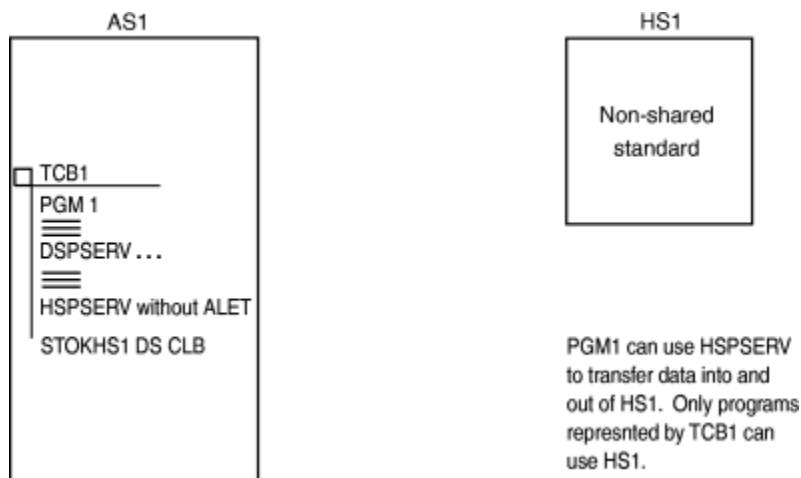 AS1
TCB1
PGM 1
DSPSERV ...
HSPSERV without ALET
STOKHS1 DS CLB
HS1
Non-shared
standard
PGM1 can use HSPSERV
to transfer data into and
out of HS1. Only programs
represnted by TCB1 can
use HS1.